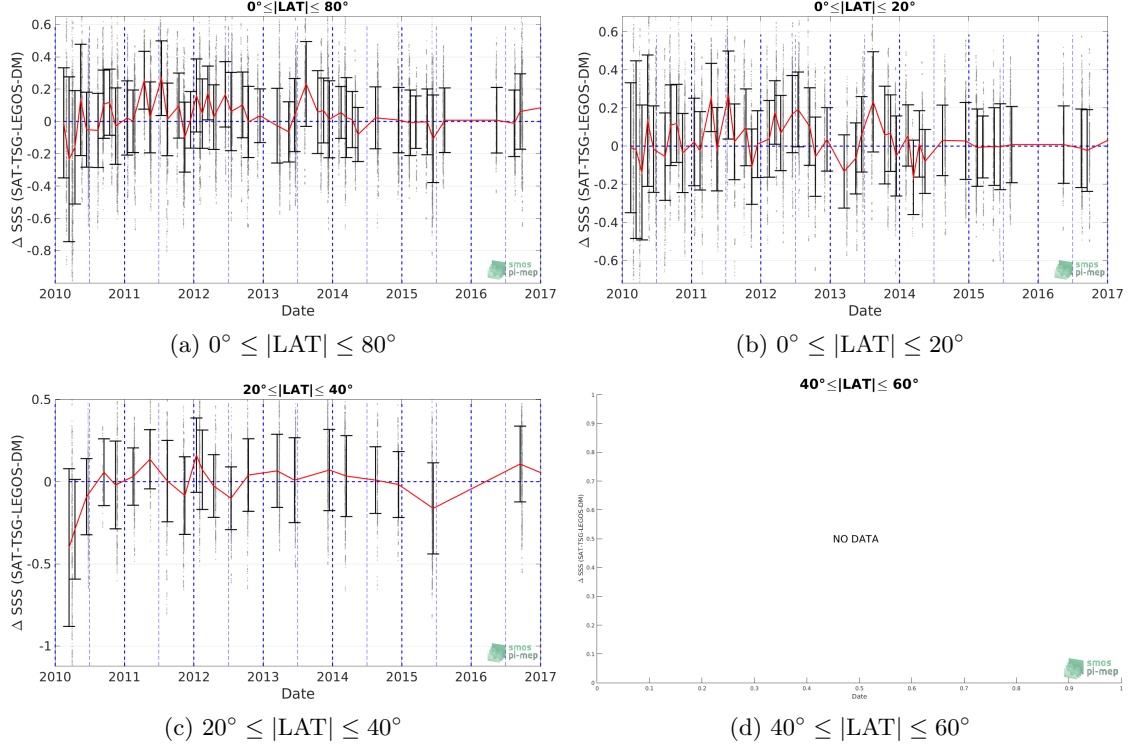 0°≤|LAT|≤ 80°
Δ SSS (SAT-TSG-LEGOS-DM)
0.6
0.4
0.2
0
-0.2
-0.4
-0.6
-0.8
2010 2011 2012 2013 2014 2015 2016 2017
Date
smos
pi-mep
(a) 0° ≤ |LAT| ≤ 80°
0°≤|LAT|≤ 20°
Δ SSS (SAT-TSG-LEGOS-DM)
0.6
0.4
0.2
0
-0.2
-0.4
-0.6
2010 2011 2012 2013 2014 2015 2016 2017
Date
smos
pi-mep
(b) 0° ≤ |LAT| ≤ 20°
20°≤|LAT|≤ 40°
Δ SSS (SAT-TSG-LEGOS-DM)
0.5
0
-0.5
-1
2010 2011 2012 2013 2014 2015 2016 2017
Date
smos
pi-mep
(c) 20° ≤ |LAT| ≤ 40°
40°≤|LAT|≤ 60°
Δ SSS (SAT-TSG-LEGOS-DM)
1
0.9
0.8
0.7
0.6
0.5
0.4
0.3
0.2
0.1
0
NO DATA
0 0.1 0.2 0.3 0.4 0.5 0.6 0.7 0.8 0.9 1
Date
smos
pi-mep
(d) 40° ≤ |LAT| ≤ 60°